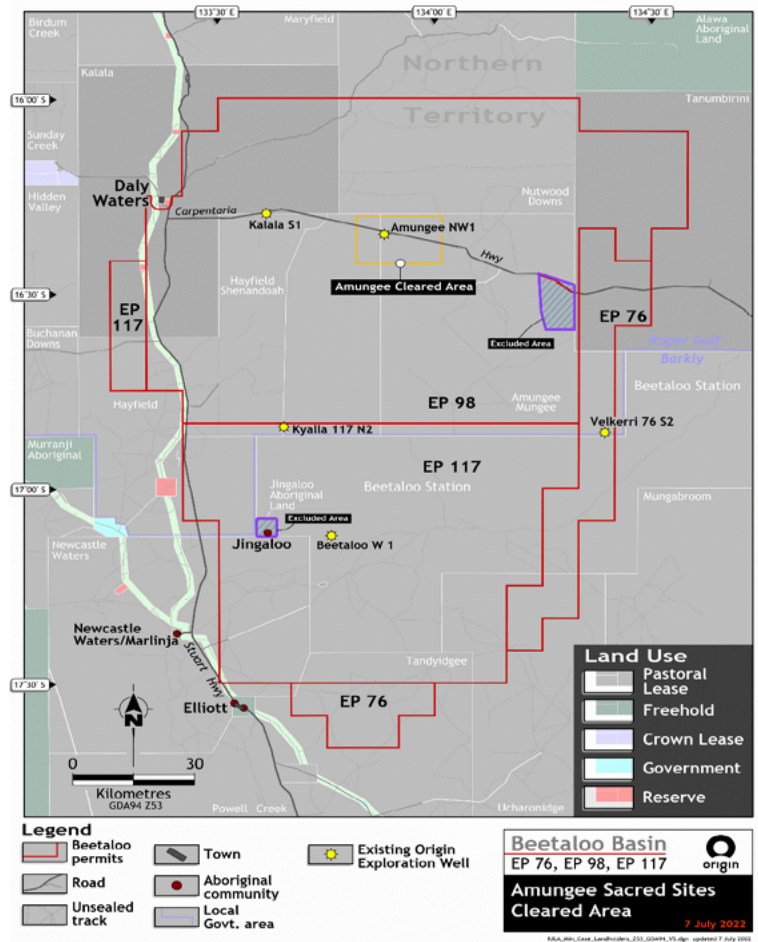 133°30' E
134°00' E
134°30' E
Birdum
Creek
Maryfield
Alawa
Aboriginal
Land
Kalala
Northern
Territory
16°00' S
Tanumbirini
Sunday
Creek
Hidden
Valley
Daly
Waters
Nutwood
Downs
Carpentaria
Kalala S1
Amungee NW1
Hwy
Hayfield
Shenandoah
Amungee Cleared Area
16°30' S
EP
117
EP 76
Buchanan
Downs
Excluded Area
Roper Gulf
Barkly
Beetaloo Station
Hayfield
EP 98
Amungee
Mungee
Kyalla 117 N2
Velkerri 76 S2
Murranji
Aboriginal
EP 117
Jingaloo
Aboriginal
Land
Beetaloo Station
17°00' S
Mungabroom
Excluded Area
Jingaloo
Beetaloo W 1
Newcastle
Waters
Newcastle
Waters/Marlinja
Stuart Hwy
Tandyidgee
17°30' S
EP 76
Elliott
N
0 30
Kilometres
GDA94 Z53
Powell Creek
Ucharonidge
Land Use
Pastoral
Lease
Freehold
Crown Lease
Government
Reserve
Legend
Beetaloo
permits
Road
Unsealed
track
Town
Aboriginal
community
Local
Govt. area
Existing Origin
Exploration Well
Beetaloo Basin
EP 76, EP 98, EP 117
origin
Amungee Sacred Sites
Cleared Area
7 July 2022
updated 7 July 2022